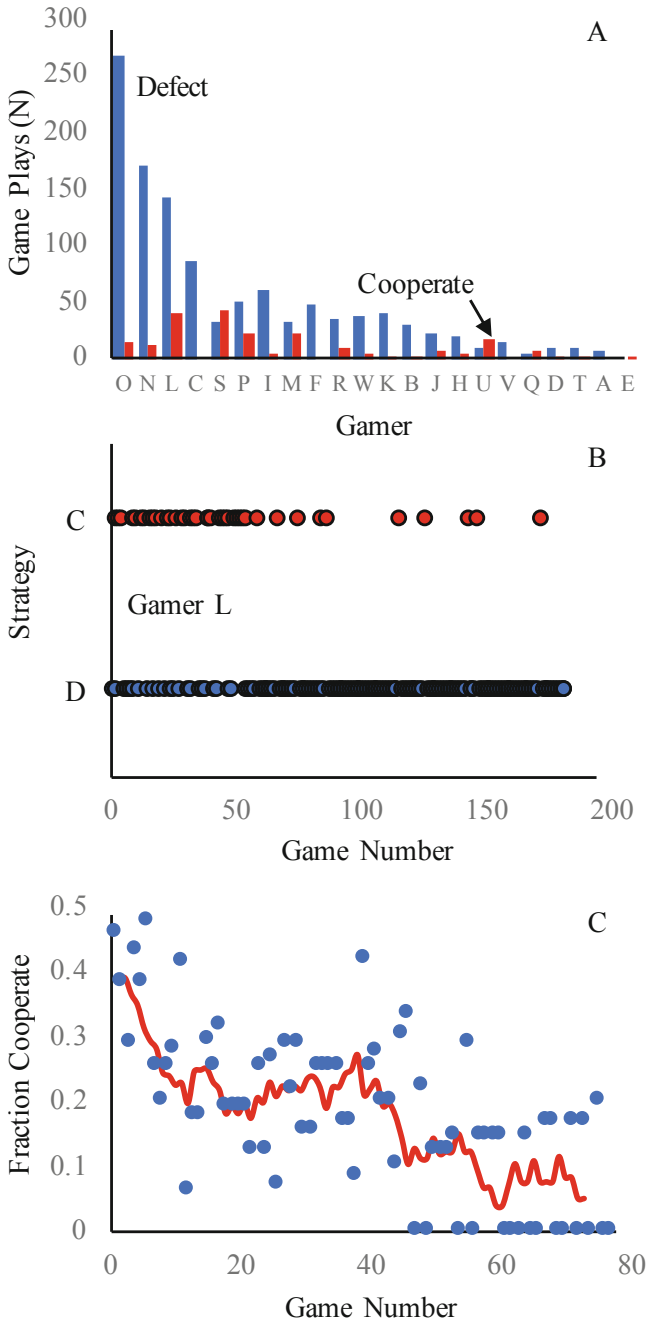 300
A
250
Defect
200
Game Plays (N)
150
100
Cooperate
50
0
O N L C S P I M F R W K B J H U V Q D T A E
Gamer
B
C
Strategy
Gamer L
D
0 50 100 150 200
Game Number
0.5
C
0.4
0.3
Fraction Cooperate
0.2
0.1
0
0 20 40 60 80
Game Number